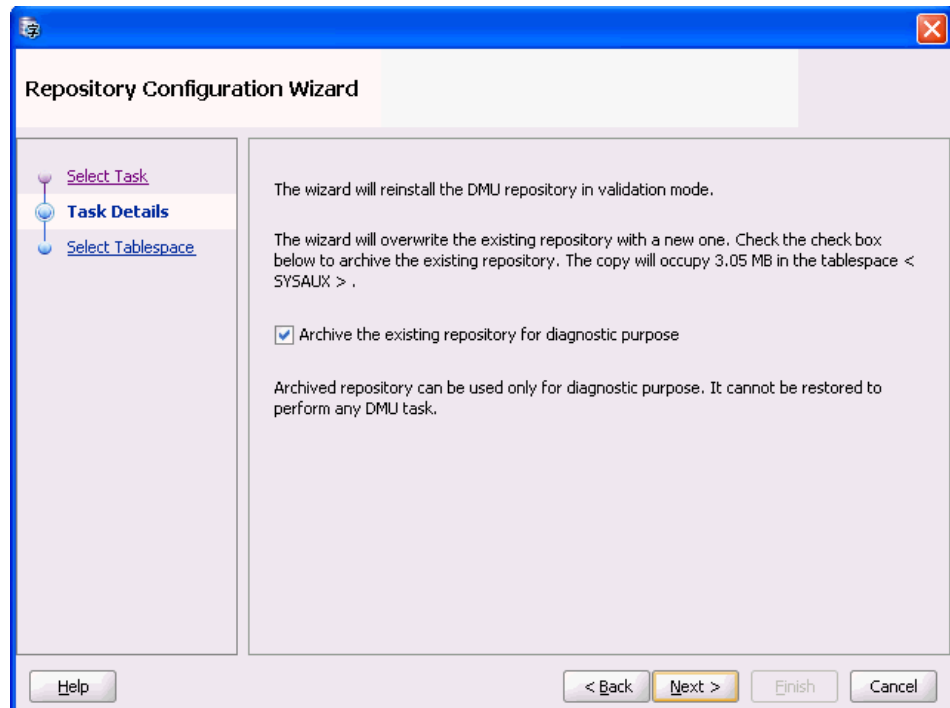 Repository Configuration Wizard
Select Task
Task Details
Select Tablespace
The wizard will reinstall the DMU repository in validation mode.
The wizard will overwrite the existing repository with a new one. Check the check box
below to archive the existing repository. The copy will occupy 3.05 MB in the tablespace <
SYSAUX > .
Archive the existing repository for diagnostic purpose
Archived repository can be used only for diagnostic purpose. It cannot be restored to
perform any DMU task.
Help
< Back
Next >
Finish
Cancel